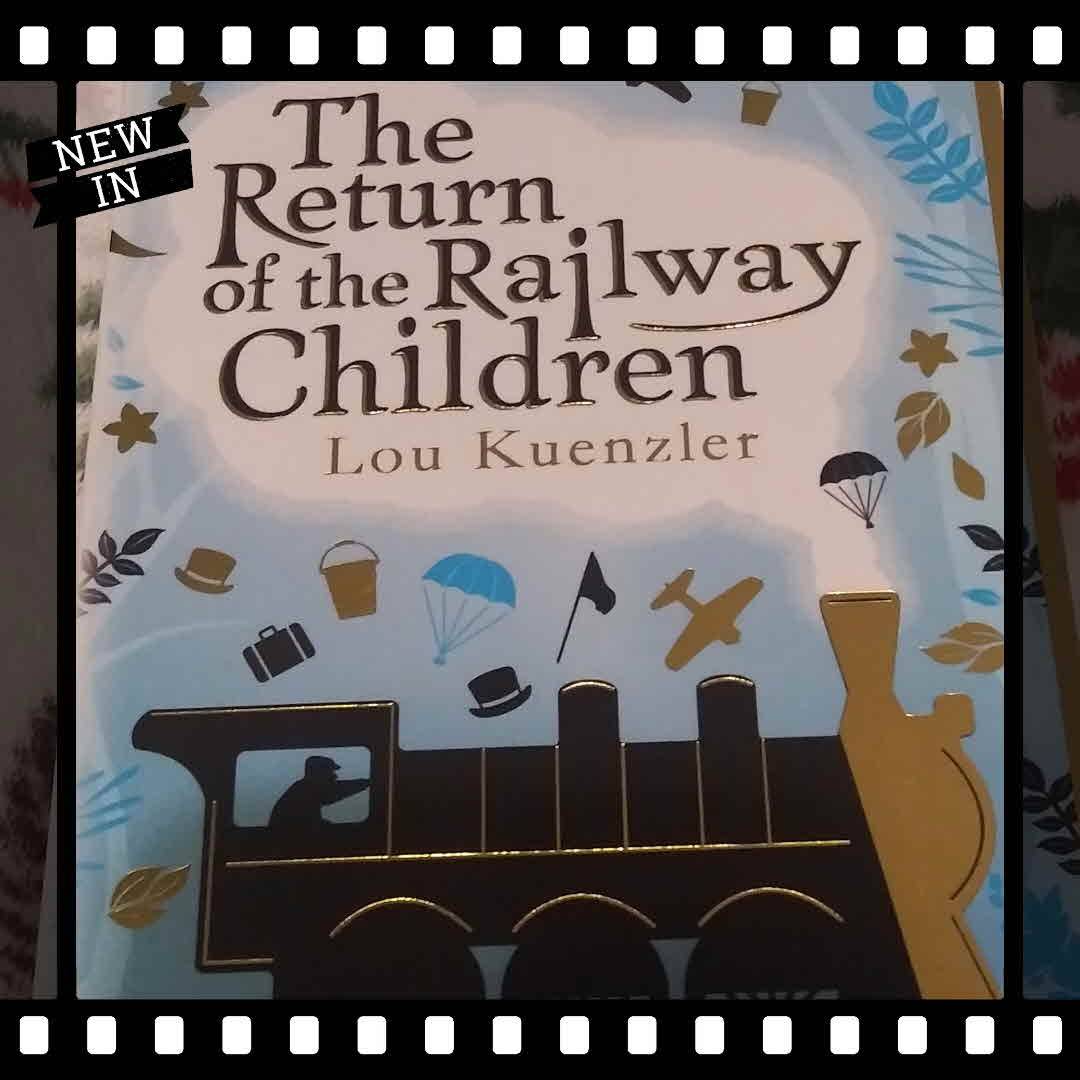 NEW
IN
The
Return
of the Railway
Children
Lou Kuenzler